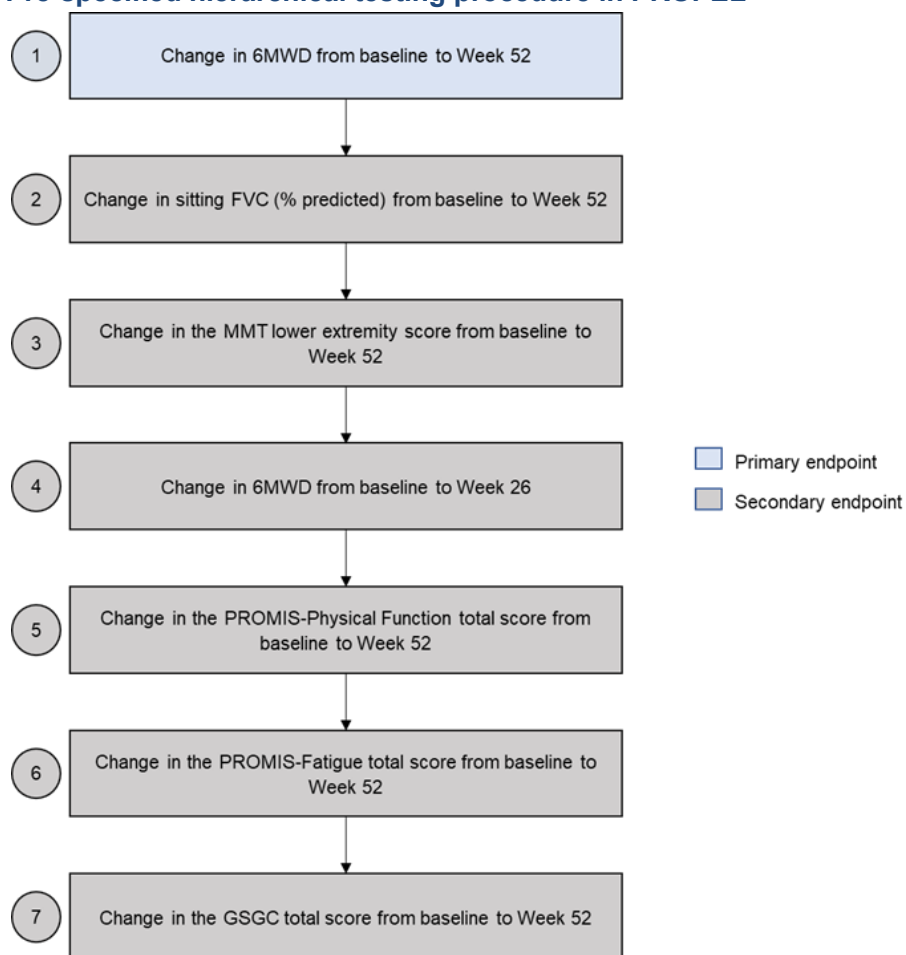 Pre-specified hierarchical testing procedure in PROPEL
1
Change in 6MWD from baseline to Week 52
2
Change in sitting FVC (% predicted) from baseline to Week 52
3
Change in the MMT lower extremity score from baseline to
Week 52
4
Change in 6MWD from baseline to Week 26
Primary endpoint
Secondary endpoint
5
Change in the PROMIS-Physical Function total score from
baseline to Week 52
6
Change in the PROMIS-Fatigue total score from baseline to
Week 52
7
Change in the GSGC total score from baseline to Week 52